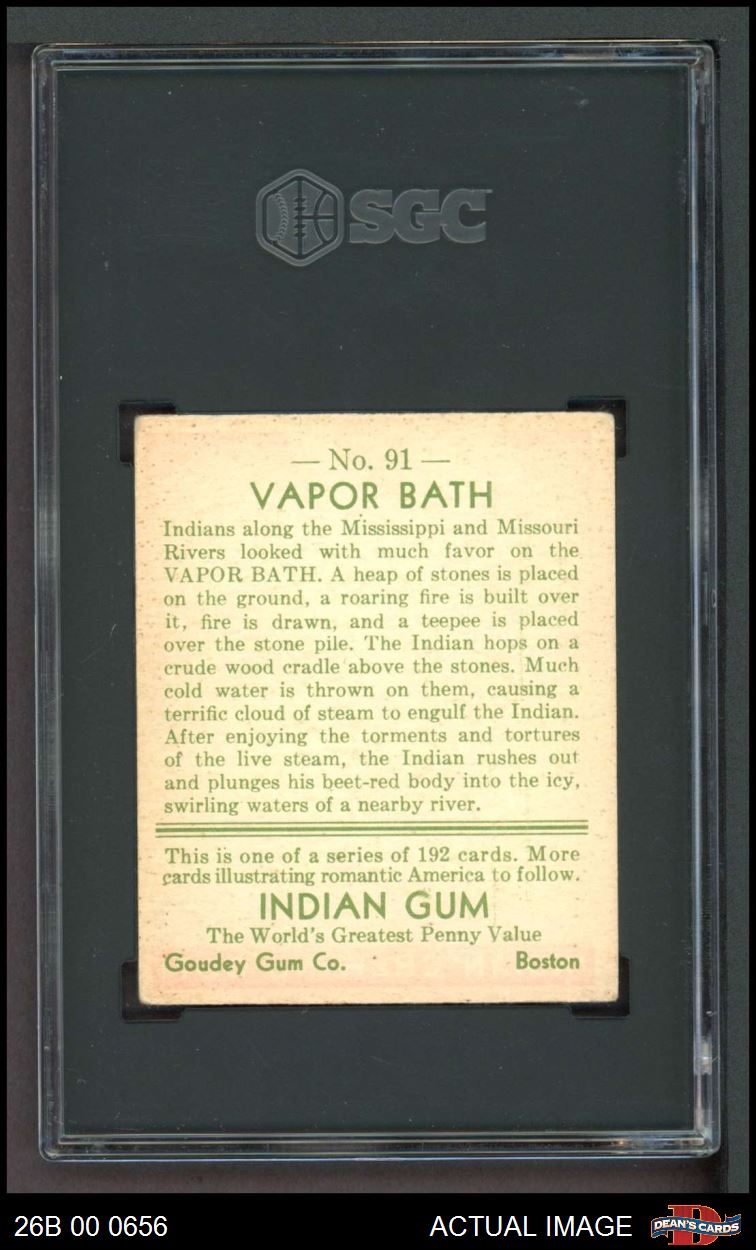 SGC
— No. 91 —
VAPOR BATH
Indians along the Mississippi and Missouri
Rivers looked with much favor on the
VAPOR BATH. A heap of stones is placed
on the ground, a roaring fire is built over
it, fire is drawn, and a teepee is placed
over the stone pile. The Indian hops on a
crude wood cradle above the stones. Much
cold water is thrown on them, causing a
terrific cloud of steam to engulf the Indian.
After enjoying the torments and tortures
of the live steam, the Indian rushes out
and plunges his beet-red body into the icy,
swirling waters of a nearby river.
This is one of a series of 192 cards. More
cards illustrating romantic America to follow.
INDIAN GUM
The World's Greatest Penny Value
Goudey Gum Co. Boston
26B 00 0656 ACTUAL IMAGE D DEAN'S CARDS